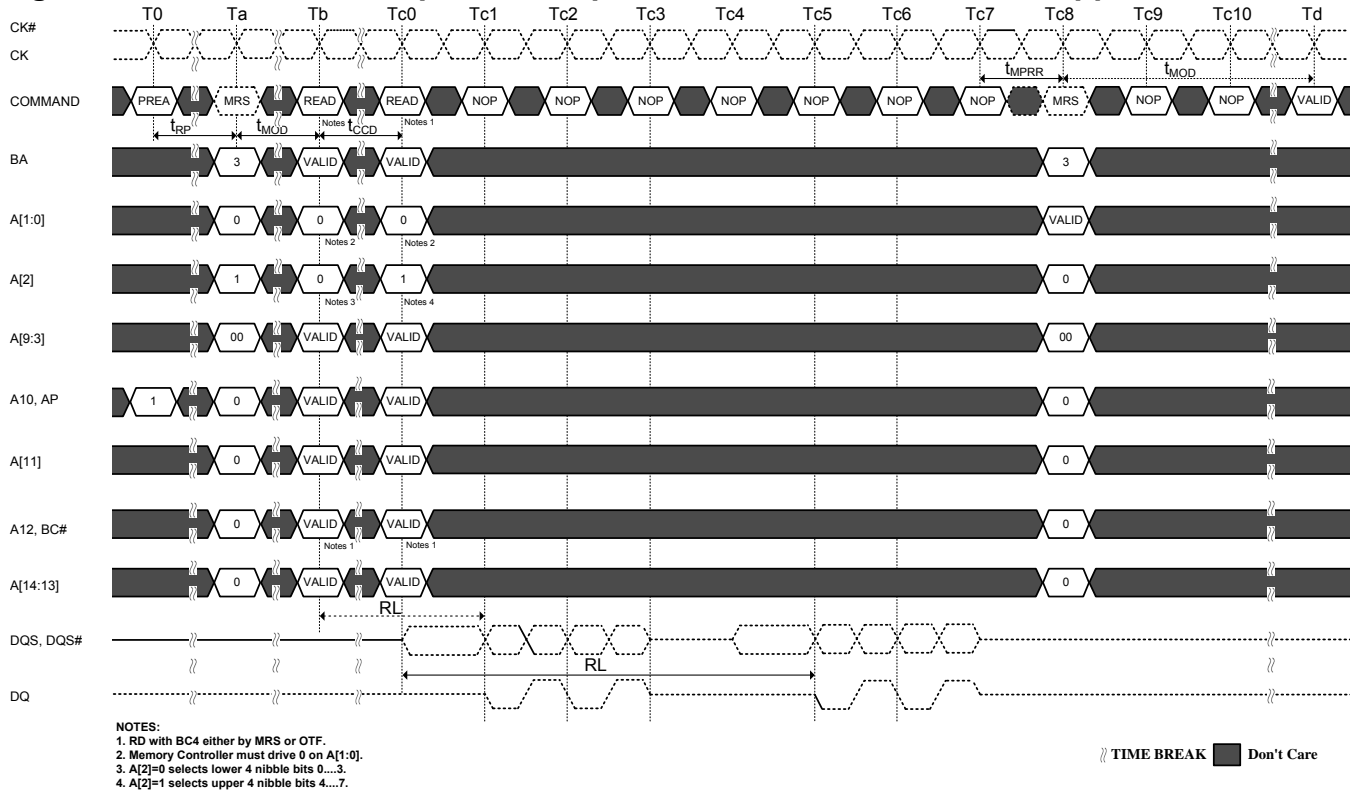 T0 Ta Tb Tc0 Tc1 Tc2 Tc3 Tc4 Tc5 Tc6 Tc7 Tc8 Tc9 Tc10 Td
CK#
CK
tMPRR tMOD
COMMAND PREA MRS READ READ NOP NOP NOP NOP NOP NOP NOP MRS NOP NOP VALID
Notes 1 Notes 1
tRP tMOD tCCD
BA 3 VALID VALID 3
A[1:0] 0 0 0 VALID
Notes 2 Notes 2
A[2] 1 0 1 0
Notes 3 Notes 4
A[9:3] 00 VALID VALID 00
A10, AP 1 0 VALID VALID 0
A[11] 0 VALID VALID 0
A12, BC# 0 VALID VALID 0
Notes 1 Notes 1
A[14:13] 0 VALID VALID 0
RL
DQS, DQS#
RL
DQ
NOTES:
1. RD with BC4 either by MRS or OTF.
2. Memory Controller must drive 0 on A[1:0].
3. A[2]=0 selects lower 4 nibble bits 0....3.
4. A[2]=1 selects upper 4 nibble bits 4....7.
TIME BREAK Don't Care